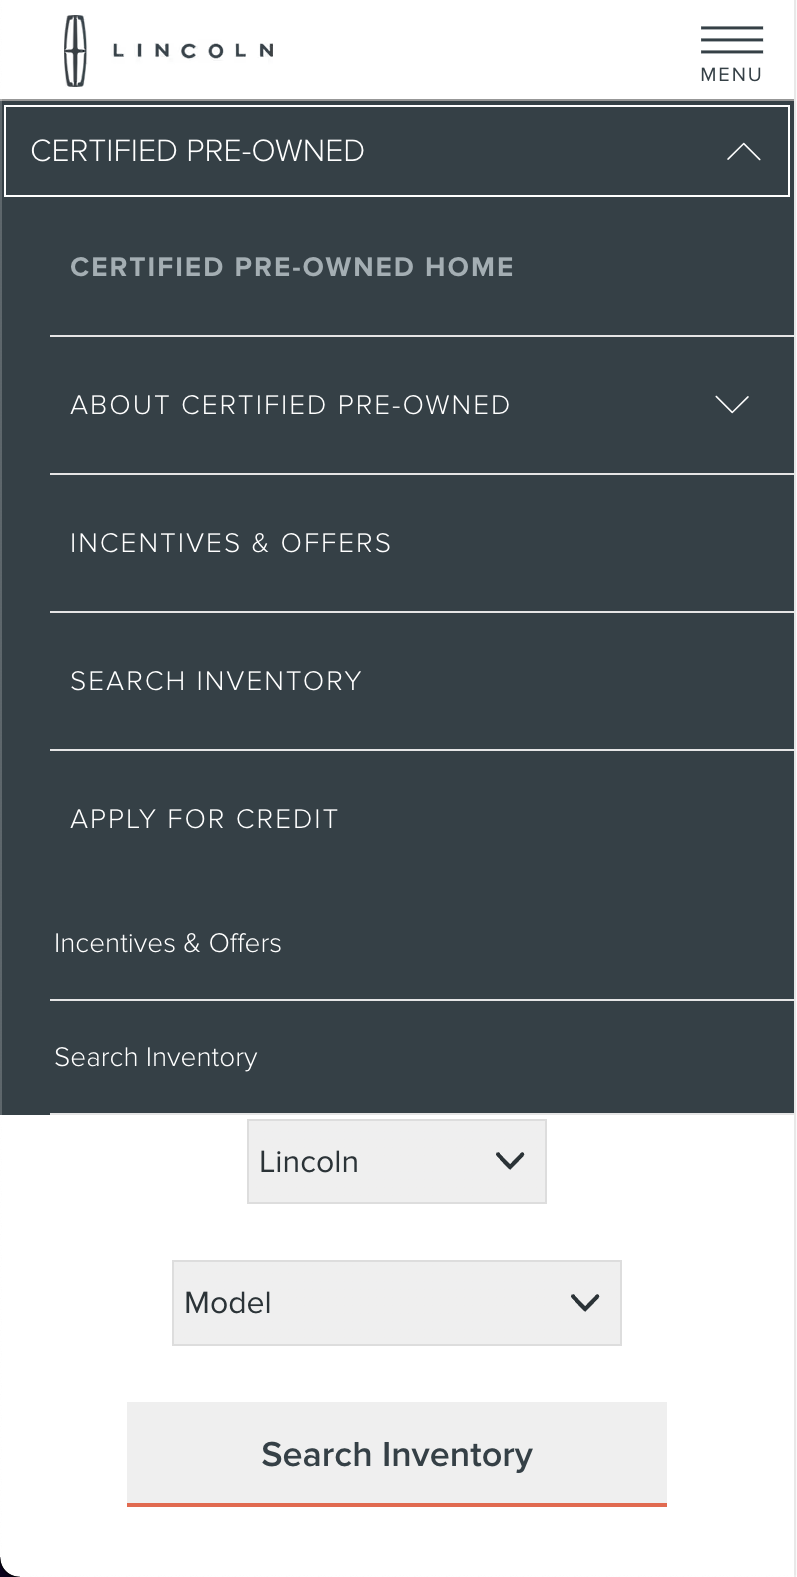 LINCOLN
MENU
CERTIFIED PRE-OWNED
CERTIFIED PRE-OWNED HOME
ABOUT CERTIFIED PRE-OWNED
INCENTIVES & OFFERS
SEARCH INVENTORY
APPLY FOR CREDIT
Incentives & Offers
Search Inventory
Lincoln
Model
Search Inventory